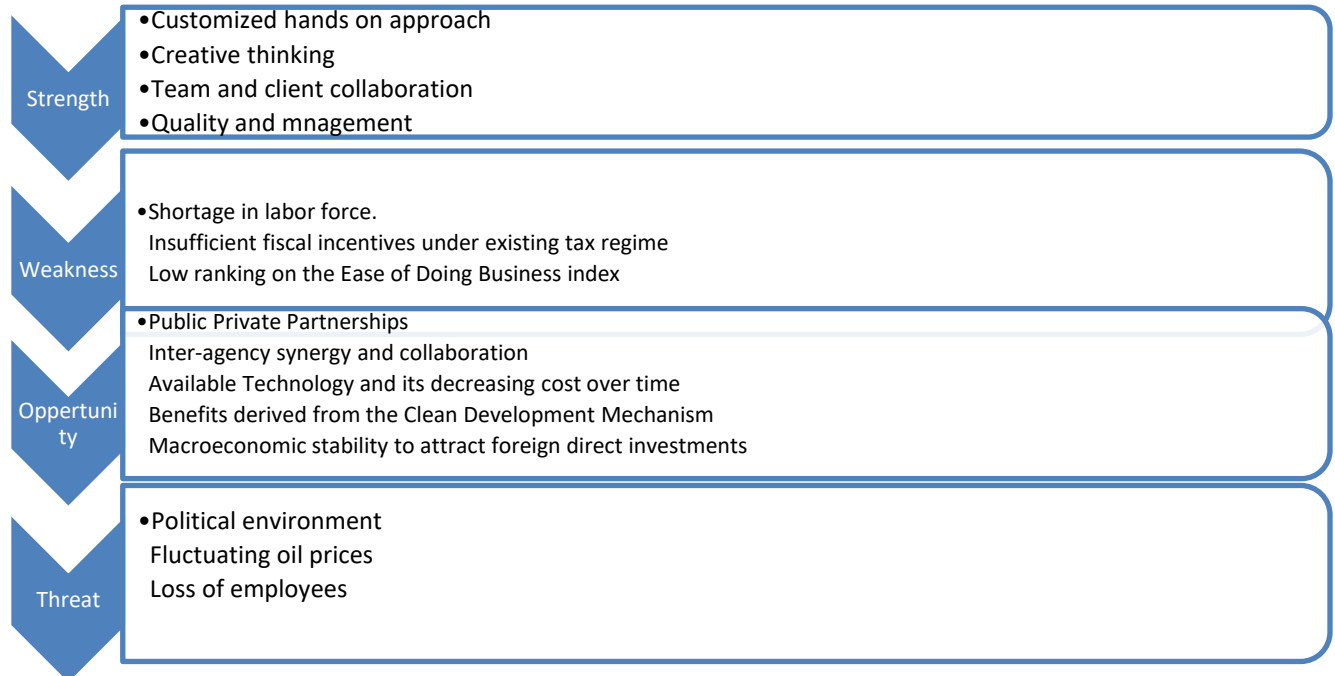 Strength
•Customized hands on approach
•Creative thinking
•Team and client collaboration
•Quality and mnagement
Weakness
•Shortage in labor force.
Insufficient fiscal incentives under existing tax regime
Low ranking on the Ease of Doing Business index
Oppertuni
ty
•Public Private Partnerships
Inter-agency synergy and collaboration
Available Technology and its decreasing cost over time
Benefits derived from the Clean Development Mechanism
Macroeconomic stability to attract foreign direct investments
Threat
•Political environment
Fluctuating oil prices
Loss of employees